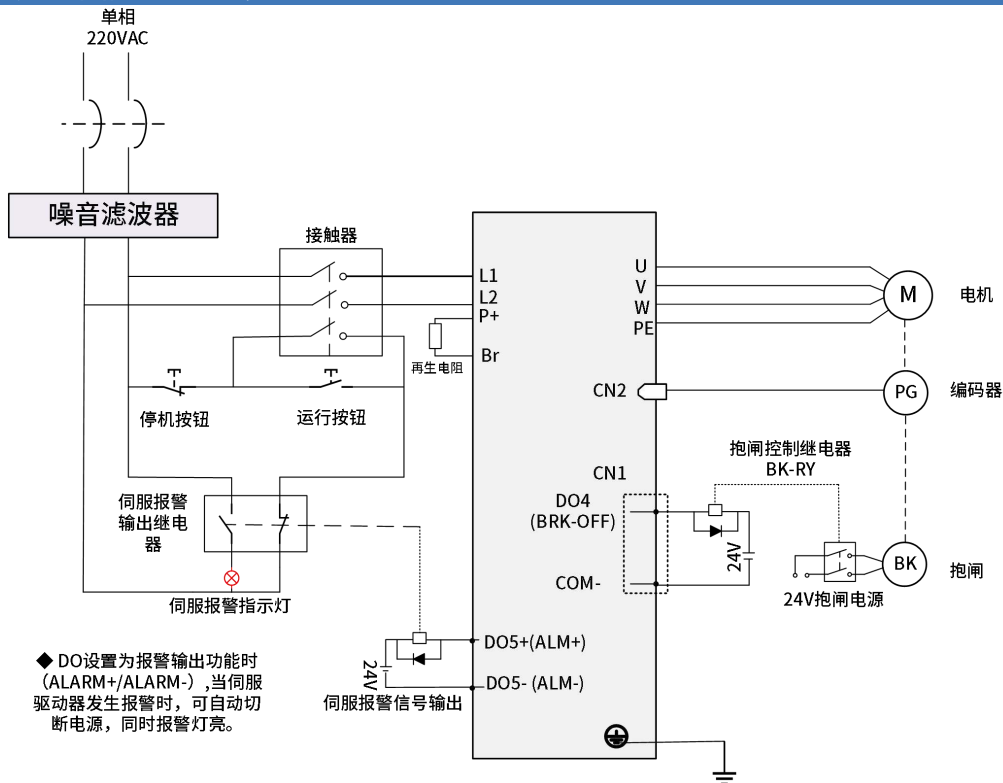 单相
220VAC
噪音滤波器
接触器
L1
L2
P+
Br
再生电阻
停机按钮
运行按钮
伺服报警
输出继电
器
伺服报警指示灯
U
V
W
PE
M
电机
CN2
PG
编码器
抱闸控制继电器
BK-RY
CN1
DO4
(BRK-OFF)
24V
COM-
BK
抱闸
24V抱闸电源
DO5+(ALM+)
DO5- (ALM-)
24V
伺服报警信号输出
◆ DO设置为报警输出功能时
（ALARM+/ALARM-）,当伺服
驱动器发生报警时，可自动切
断电源，同时报警灯亮。